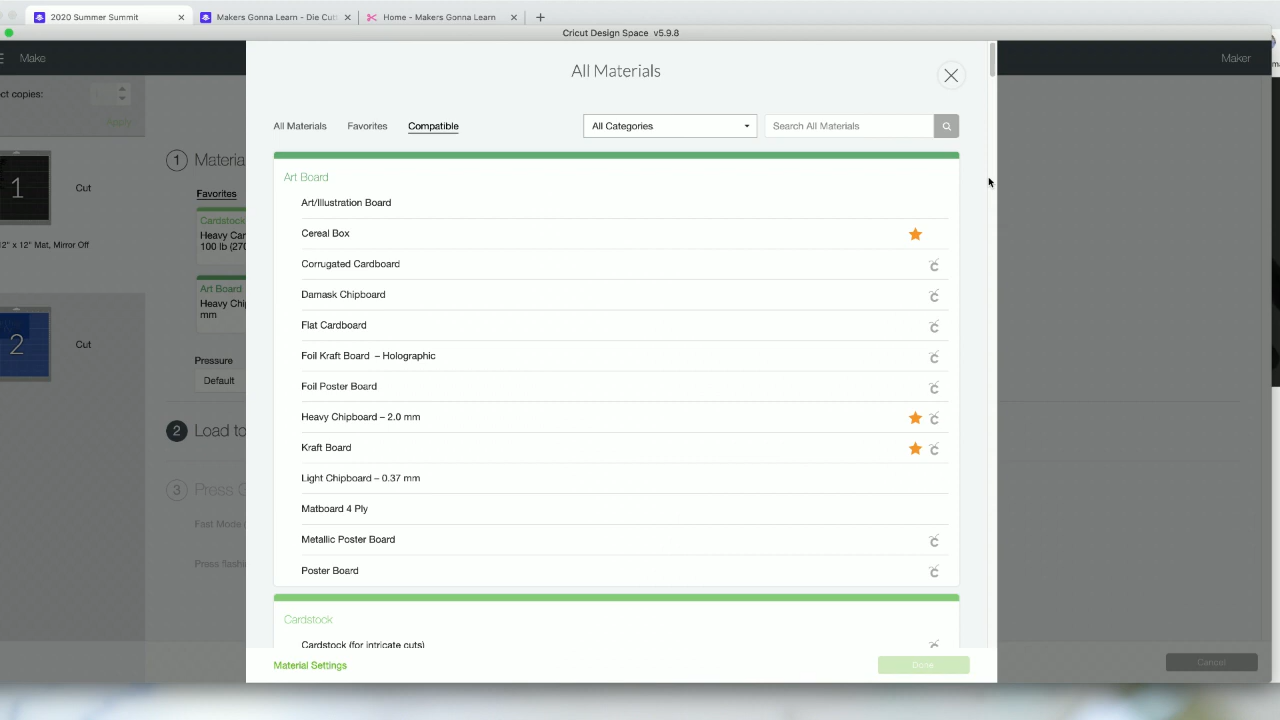 2020 Summer Summit
Makers Gonna Learn - Die Cut
Home - Makers Gonna Learn
Cricut Design Space v5.9.8
Make
Maker
ct copies:
Apply
1
Cut
12" x 12" Mat, Mirror Off
2
Cut
1 Materia
Favorites
Cardstock
Heavy Car
100 lb (270
Art Board
Heavy Chip
mm
Pressure
Default
2 Load to
3 Press G
Fast Mode (
Press flashi
All Materials
All Materials
Favorites
Compatible
All Categories
Search All Materials
Art Board
Art/Illustration Board
Cereal Box
Corrugated Cardboard
Damask Chipboard
Flat Cardboard
Foil Kraft Board – Holographic
Foil Poster Board
Heavy Chipboard – 2.0 mm
Kraft Board
Light Chipboard – 0.37 mm
Matboard 4 Ply
Metallic Poster Board
Poster Board
Cardstock
Cardstock (for intricate cuts)
Material Settings
Done
Cancel